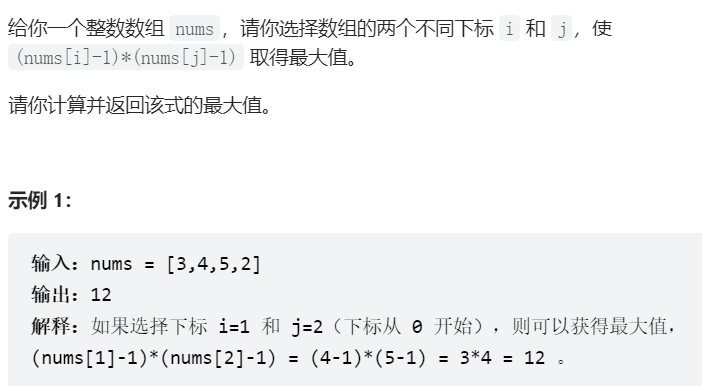 给你一个整数数组 nums，请你选择数组的两个不同下标 i 和 j，使
(nums[i]-1)*(nums[j]-1) 取得最大值。
请你计算并返回该式的最大值。
示例 1：
输入：nums = [3,4,5,2]
输出：12
解释：如果选择下标 i=1 和 j=2（下标从 0 开始），则可以获得最大值，
(nums[1]-1)*(nums[2]-1) = (4-1)*(5-1) = 3*4 = 12 。